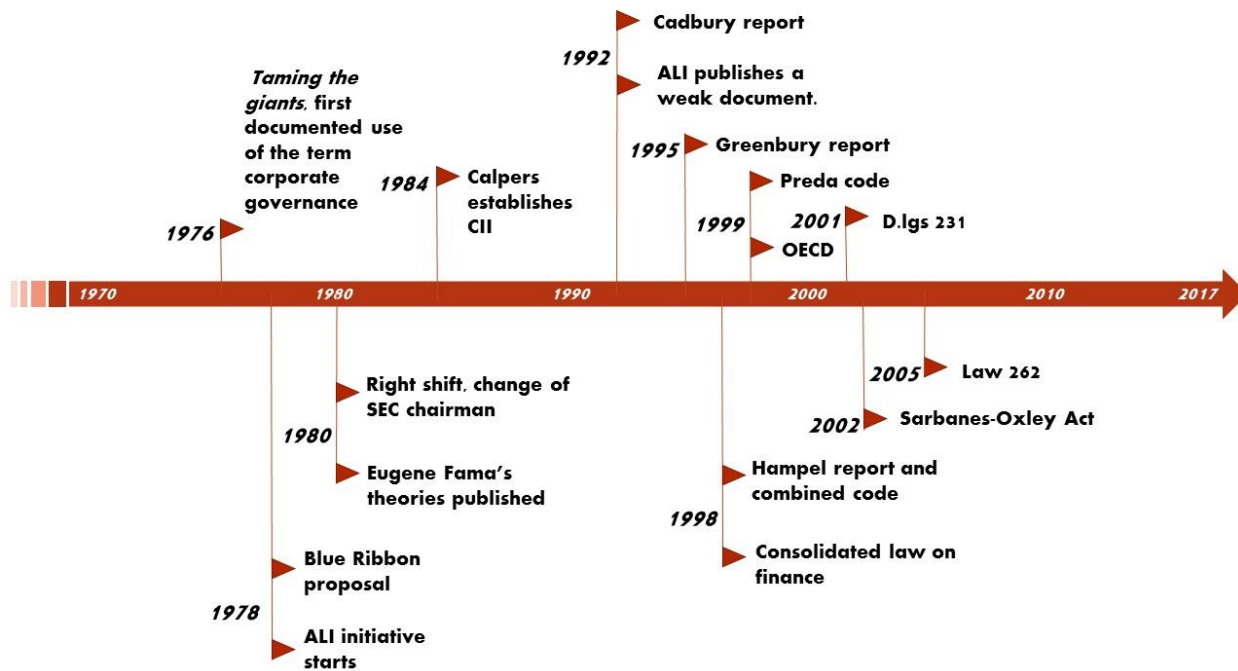 Cadbury report
1992
ALI publishes a
weak document.
Taming the
giants, first
documented use
of the term
corporate
governance
1976
1984
Calpers
establishes
CII
1995
Greenbury report
Preda code
1999
OECD
2001
D.lgs 231
1970
1980
1990
2000
2010
2017
Right shift, change of
SEC chairman
1980
Eugene Fama's
theories published
Blue Ribbon
proposal
1978
ALI initiative
starts
2005
Law 262
2002
Sarbanes-Oxley Act
Hampel report and
combined code
1998
Consolidated law on
finance